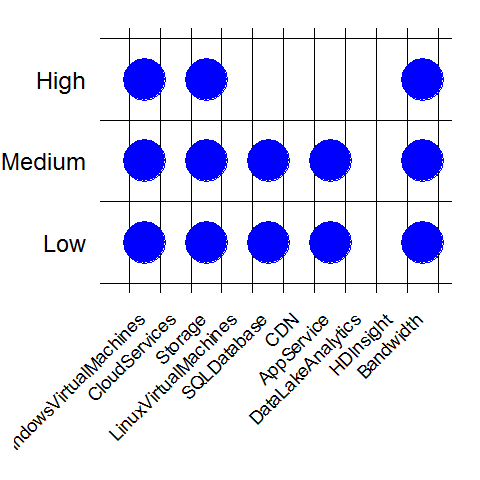 High
Medium
Low
ndowsVirtualMachines
CloudServices
Storage
LinuxVirtualMachines
SQLDatabase
CDN
AppService
DataLakeAnalytics
HDInsight
Bandwidth